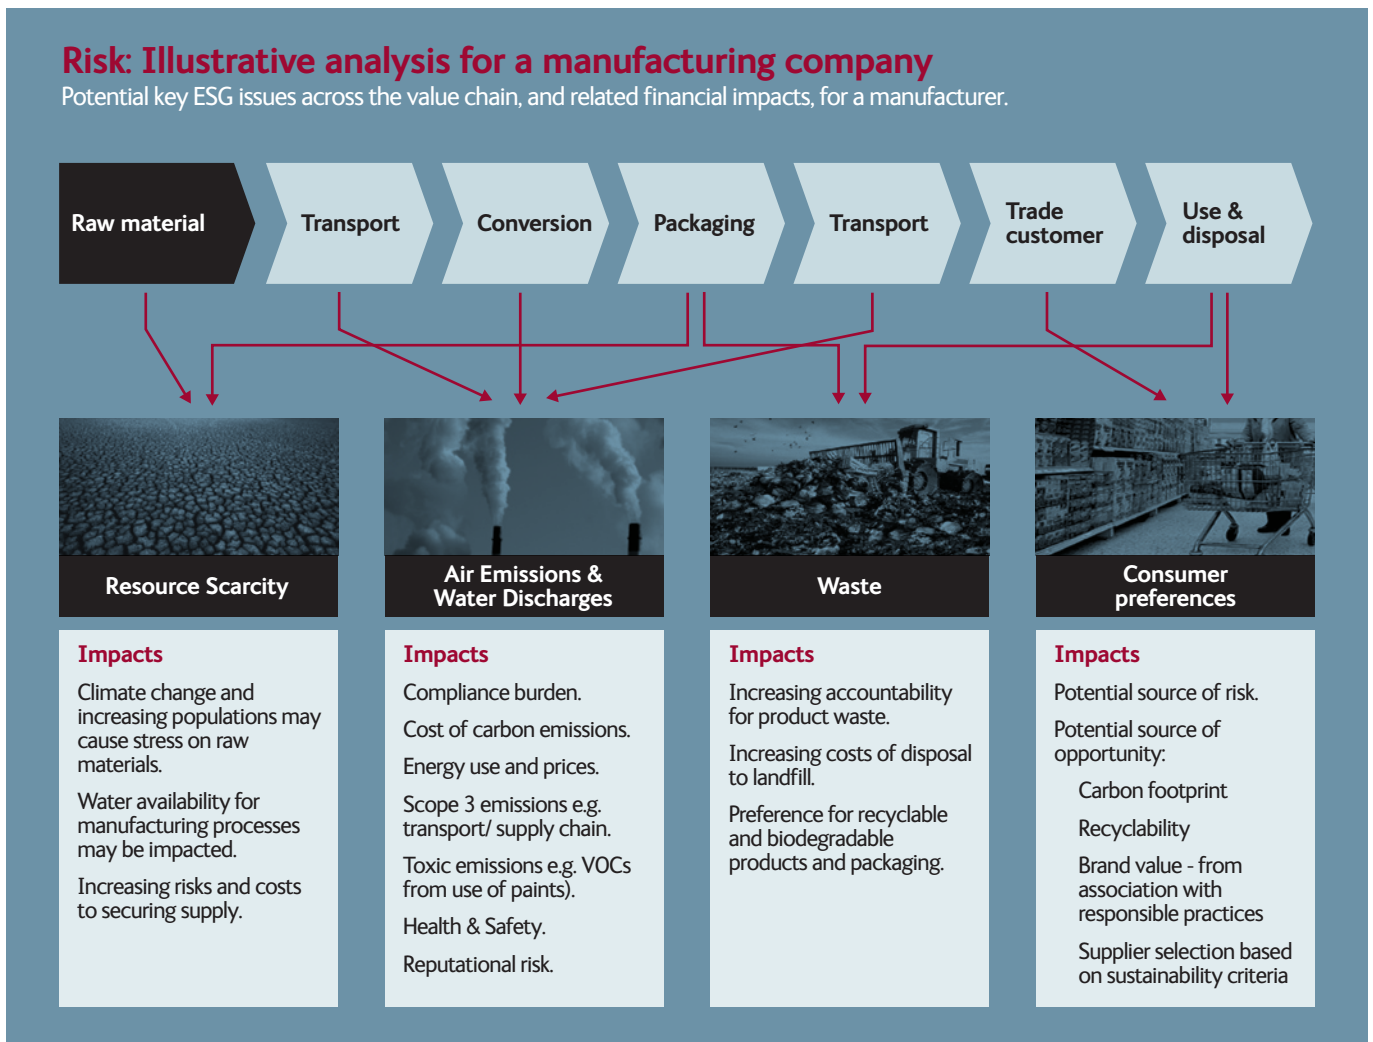 Risk: Illustrative analysis for a manufacturing company
Potential key ESG issues across the value chain, and related financial impacts, for a manufacturer.
Raw material
Transport
Conversion
Packaging
Transport
Trade
customer
Use &
disposal
Resource Scarcity
Impacts
Climate change and
increasing populations may
cause stress on raw
materials.
Water availability for
manufacturing processes
may be impacted.
Increasing risks and costs
to securing supply.
Air Emissions &
Water Discharges
Impacts
Compliance burden.
Cost of carbon emissions.
Energy use and prices.
Scope 3 emissions e.g.
transport/ supply chain.
Toxic emissions e.g. VOCs
from use of paints).
Health & Safety.
Reputational risk.
Waste
Impacts
Increasing accountability
for product waste.
Increasing costs of disposal
to landfill.
Preference for recyclable
and biodegradable
products and packaging.
Consumer
preferences
Impacts
Potential source of risk.
Potential source of
opportunity:
Carbon footprint
Recyclability
Brand value - from
association with
responsible practices
Supplier selection based
on sustainability criteria